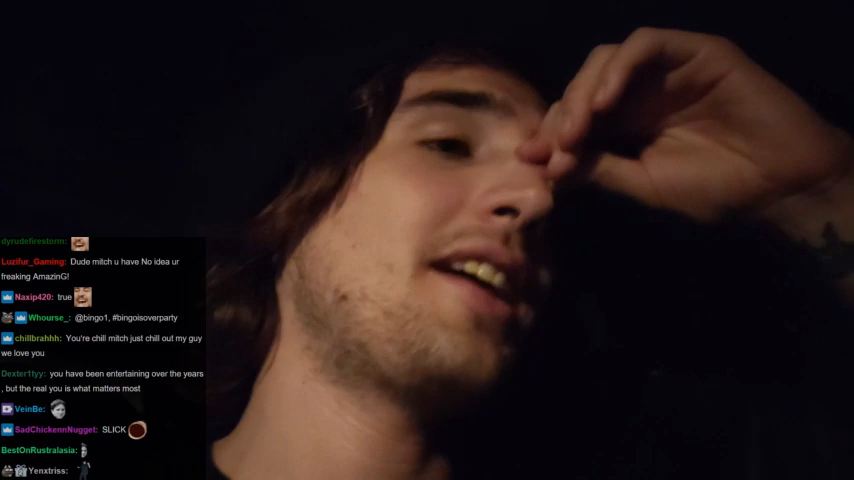 dyrudefirestorm:
Luzifur_Gaming: Dude mitch u have No idea ur
freaking AmazinG!
Naxip420: true
Whourse_: @bingo1, #bingoisoverparty
chillbrahhh: You're chill mitch just chill out my guy
we love you
Dexter1tyy: you have been entertaining over the years
, but the real you is what matters most
VeinBe:
SadChickennNugget: SLICK
BestOnRustralasia:
Yenxtriss: